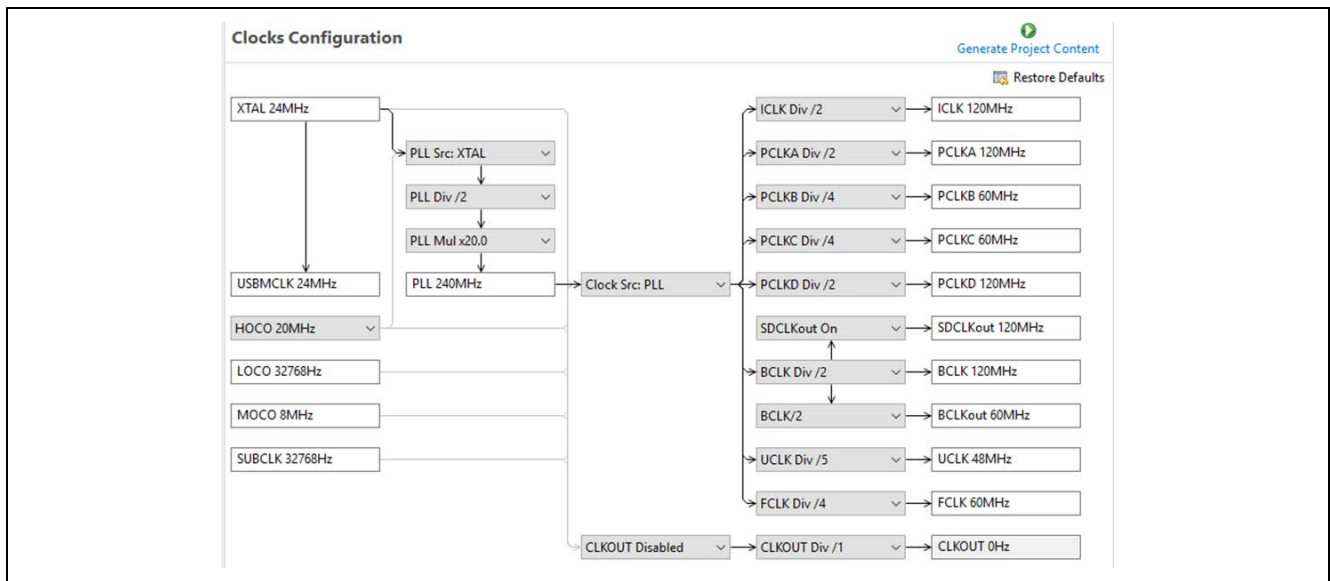 Clocks Configuration
Generate Project Content
Restore Defaults
XTAL 24MHz
ICLK Div /2
ICLK 120MHz
PLL Src: XTAL
PCLKA Div /2
PCLKA 120MHz
PLL Div /2
PCLKB Div /4
PCLKB 60MHz
PLL Mul x20.0
PCLKC Div /4
PCLKC 60MHz
USBMCLK 24MHz
PLL 240MHz
Clock Src: PLL
PCLKD Div /2
PCLKD 120MHz
HOCO 20MHz
SDCLKout On
SDCLKout 120MHz
LOCO 32768Hz
BCLK Div /2
BCLK 120MHz
MOCO 8MHz
BCLK/2
BCLKout 60MHz
SUBCLK 32768Hz
UCLK Div /5
UCLK 48MHz
FCLK Div /4
FCLK 60MHz
CLKOUT Disabled
CLKOUT Div /1
CLKOUT 0Hz